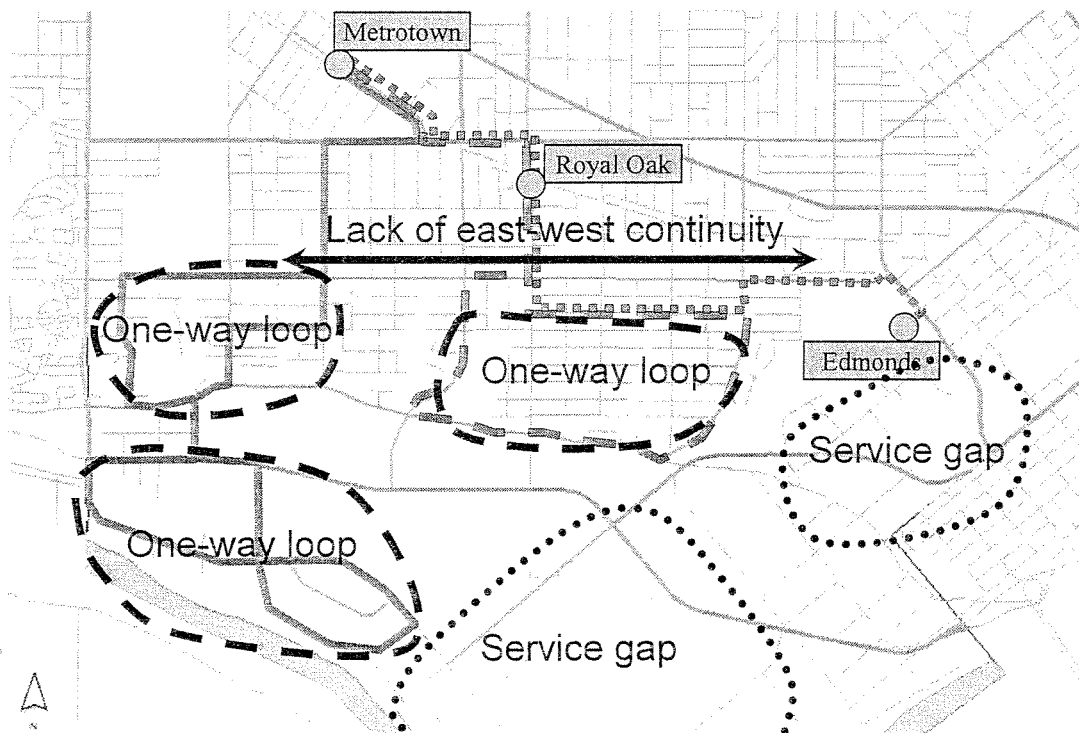 Metrotown
Royal Oak
Lack of east-west continuity
One-way loop
One-way loop
Edmonds
Service gap
One-way loop
Service gap
N